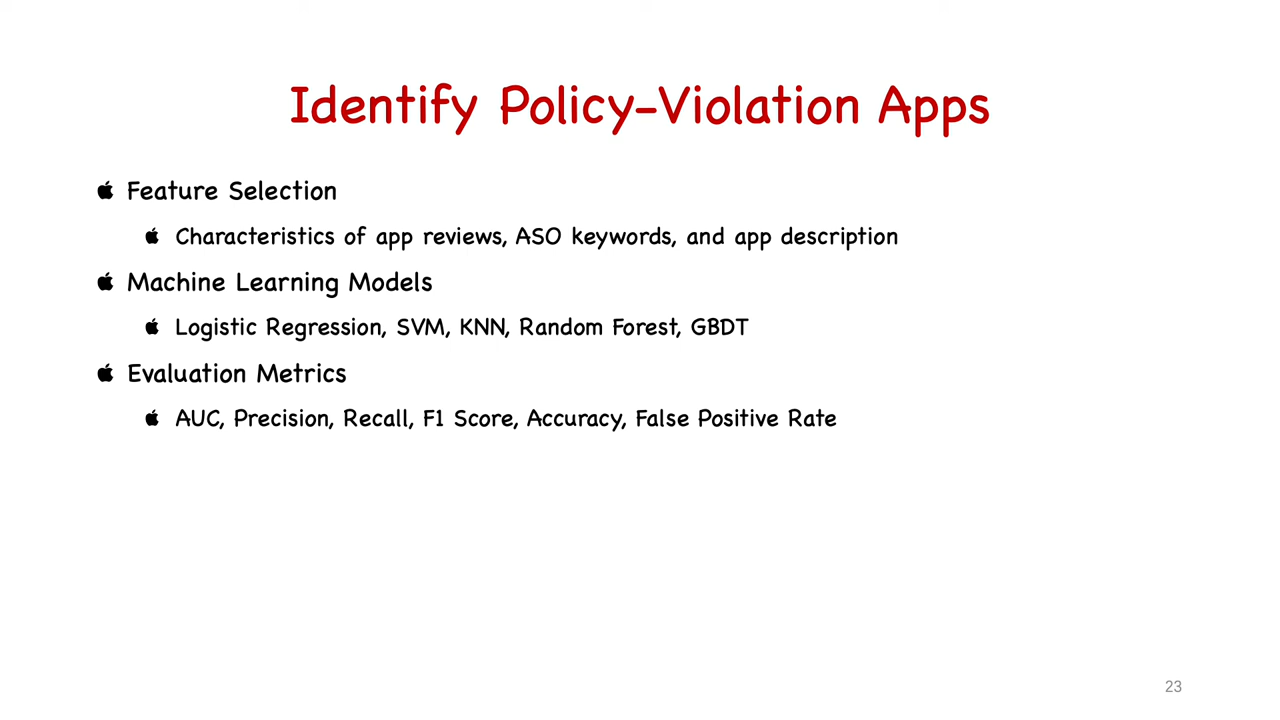 Identify Policy-Violation Apps
Feature Selection
Characteristics of app reviews, ASO keywords, and app description
Machine Learning Models
Logistic Regression, SVM, KNN, Random Forest, GBDT
Evaluation Metrics
AUC, Precision, Recall, F1 Score, Accuracy, False Positive Rate
23